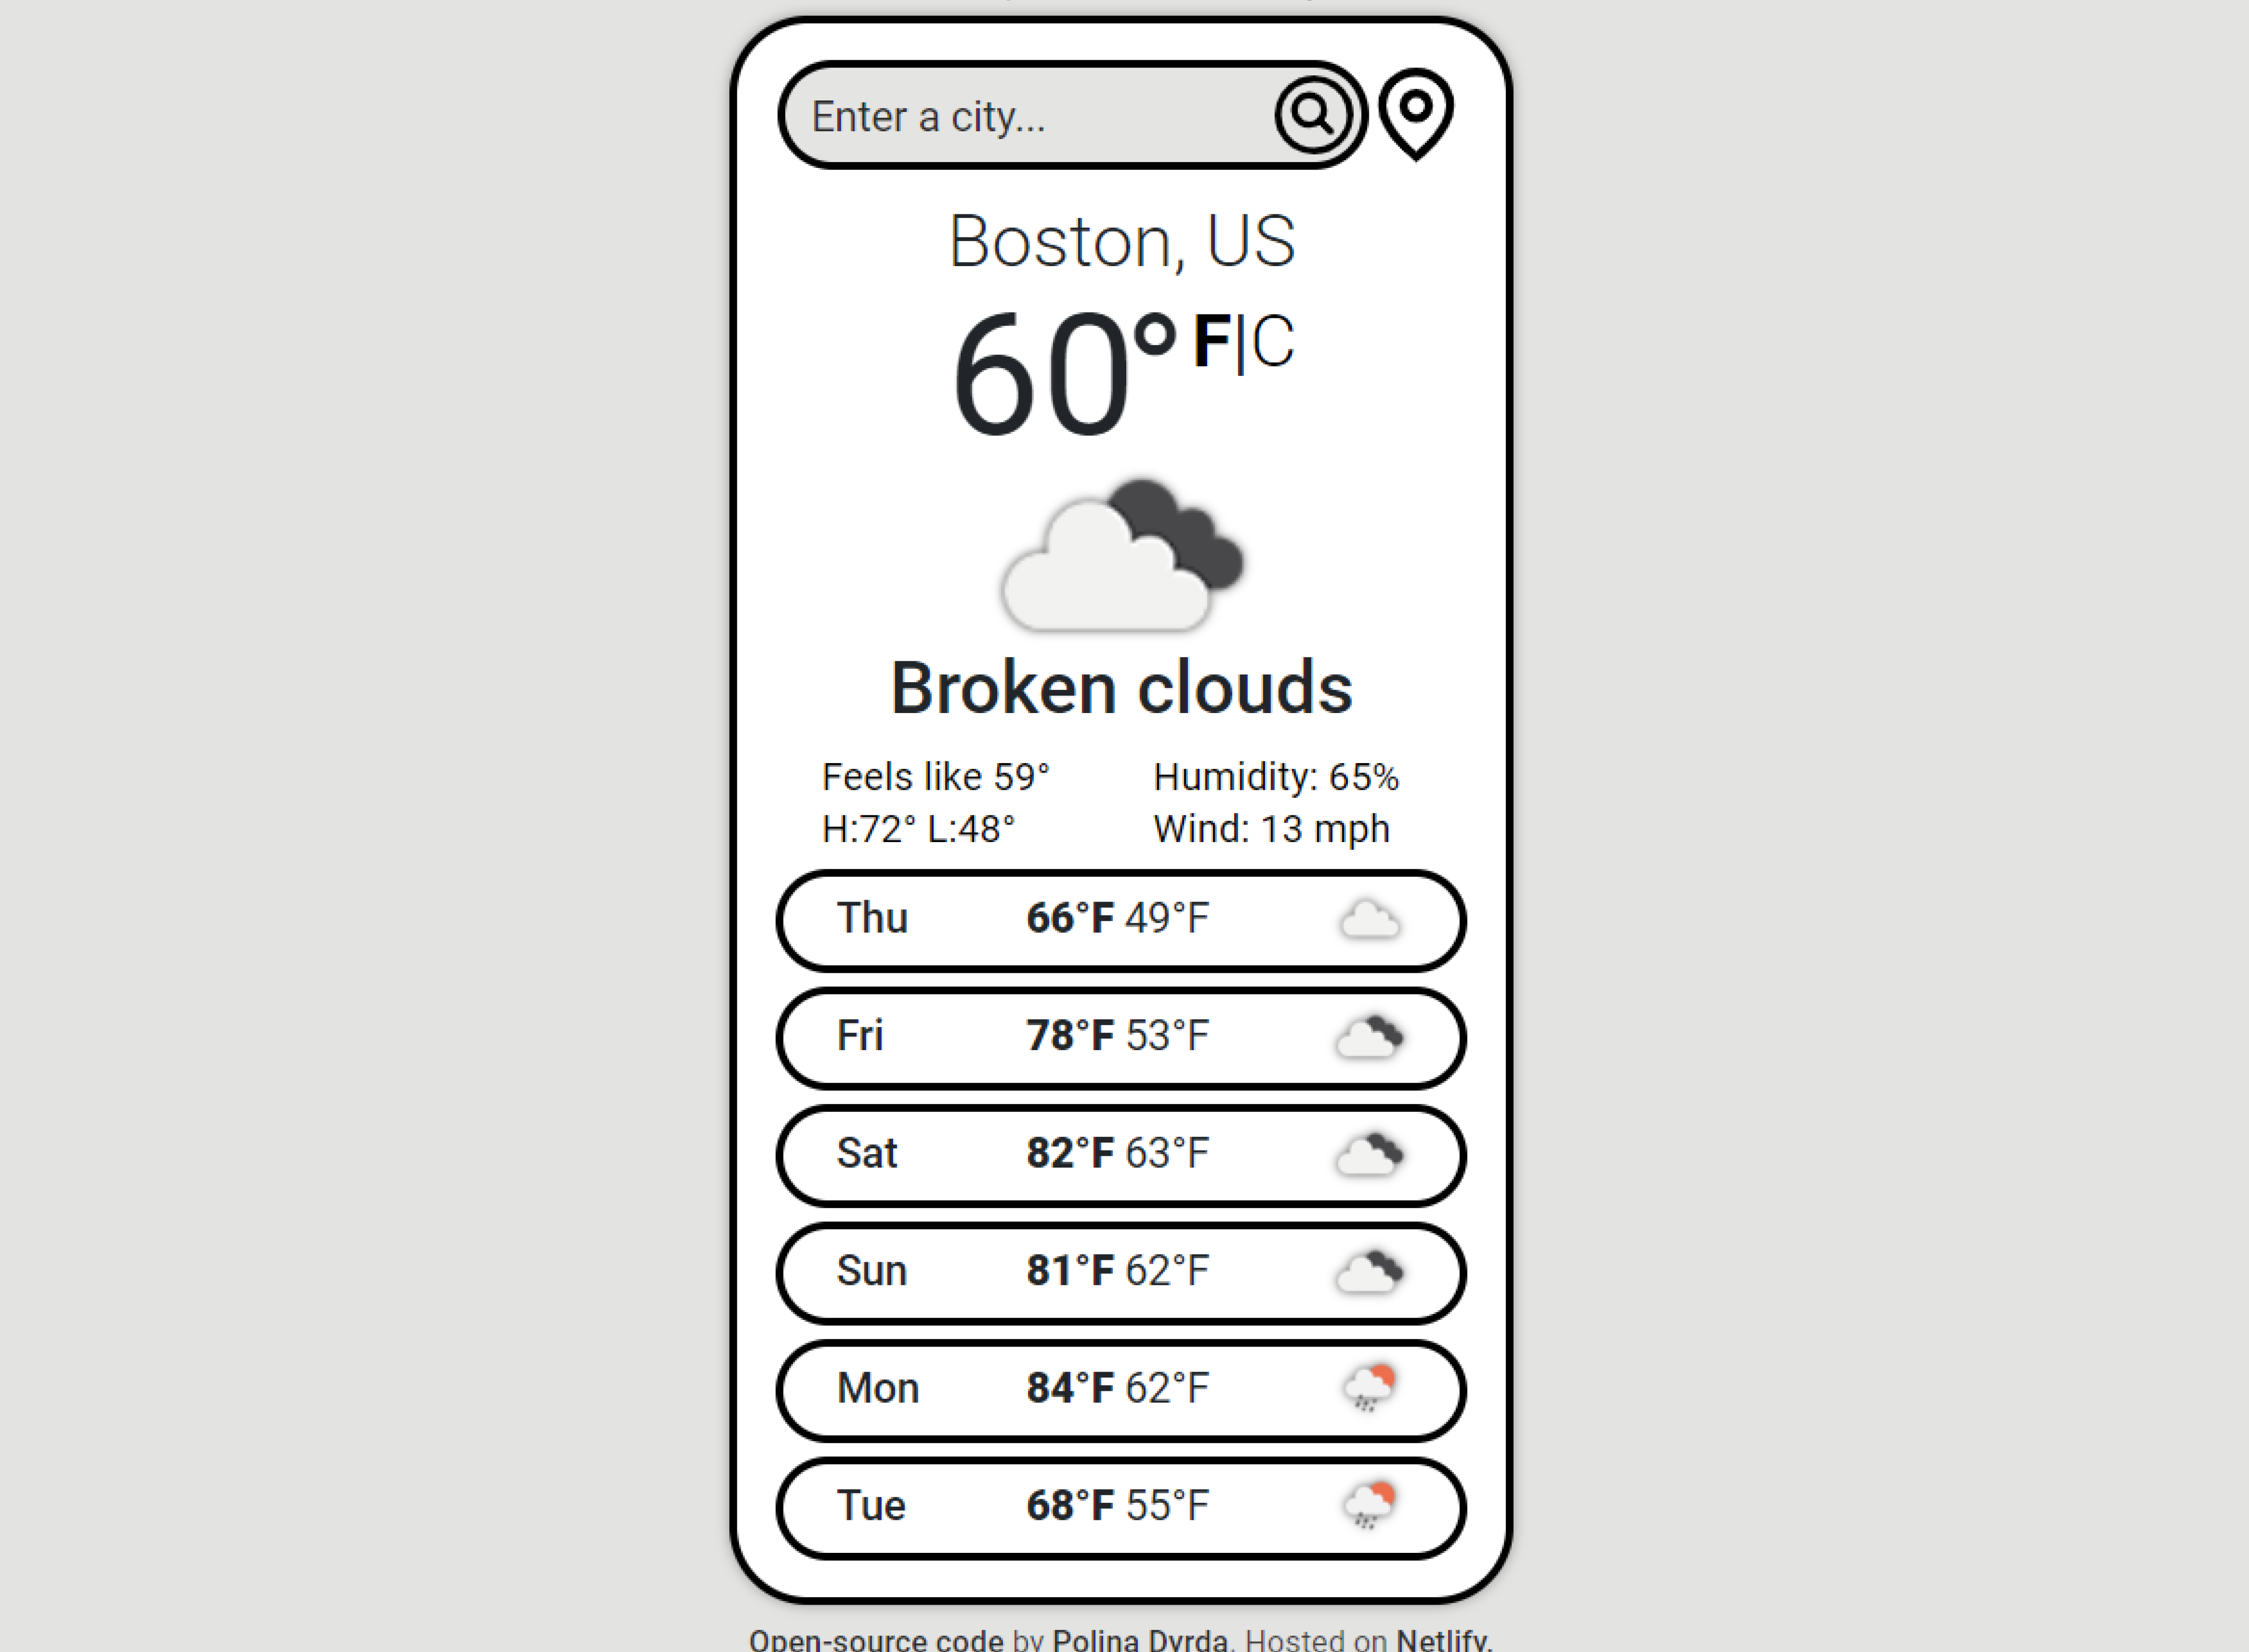 Enter a city...
Boston, US
60° F|C
Broken clouds
Feels like 59° Humidity: 65%
H:72° L:48° Wind: 13 mph
Thu 66°F 49°F
Fri 78°F 53°F
Sat 82°F 63°F
Sun 81°F 62°F
Mon 84°F 62°F
Tue 68°F 55°F
Open-source code by Polina Dyrda. Hosted on Netlify.